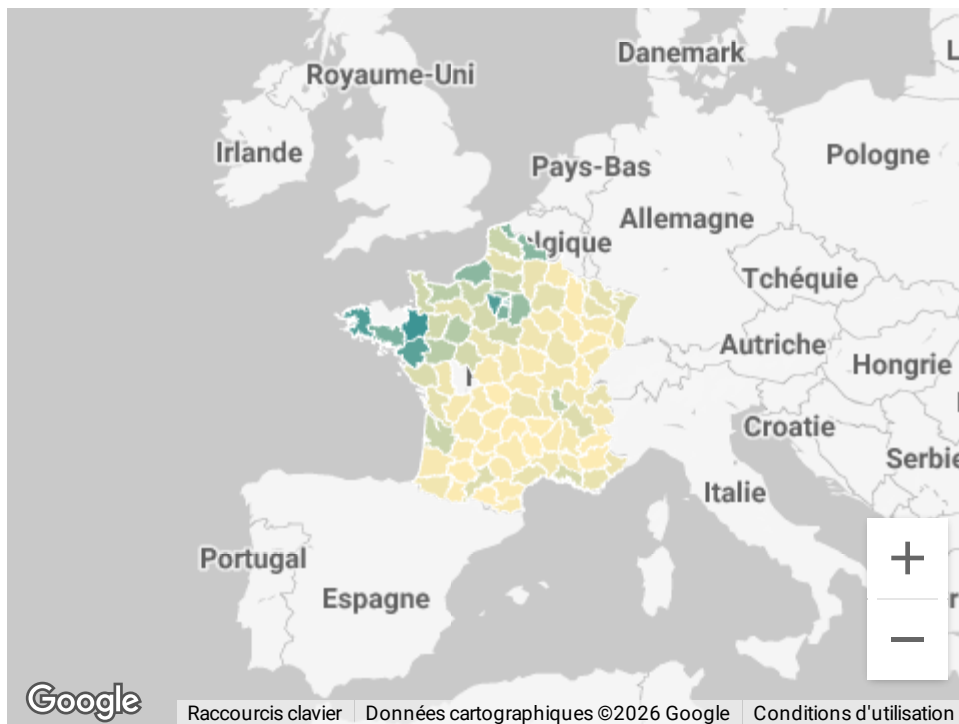 Danemark
Royaume-Uni
Irlande
Pays-Bas
Pologne
Allemagne
elgique
Tchéquie
Autriche
Hongrie
Croatie
Serbie
Italie
Portugal
Espagne
+
−
Google
Raccourcis clavier
Données cartographiques ©2026 Google
Conditions d'utilisation